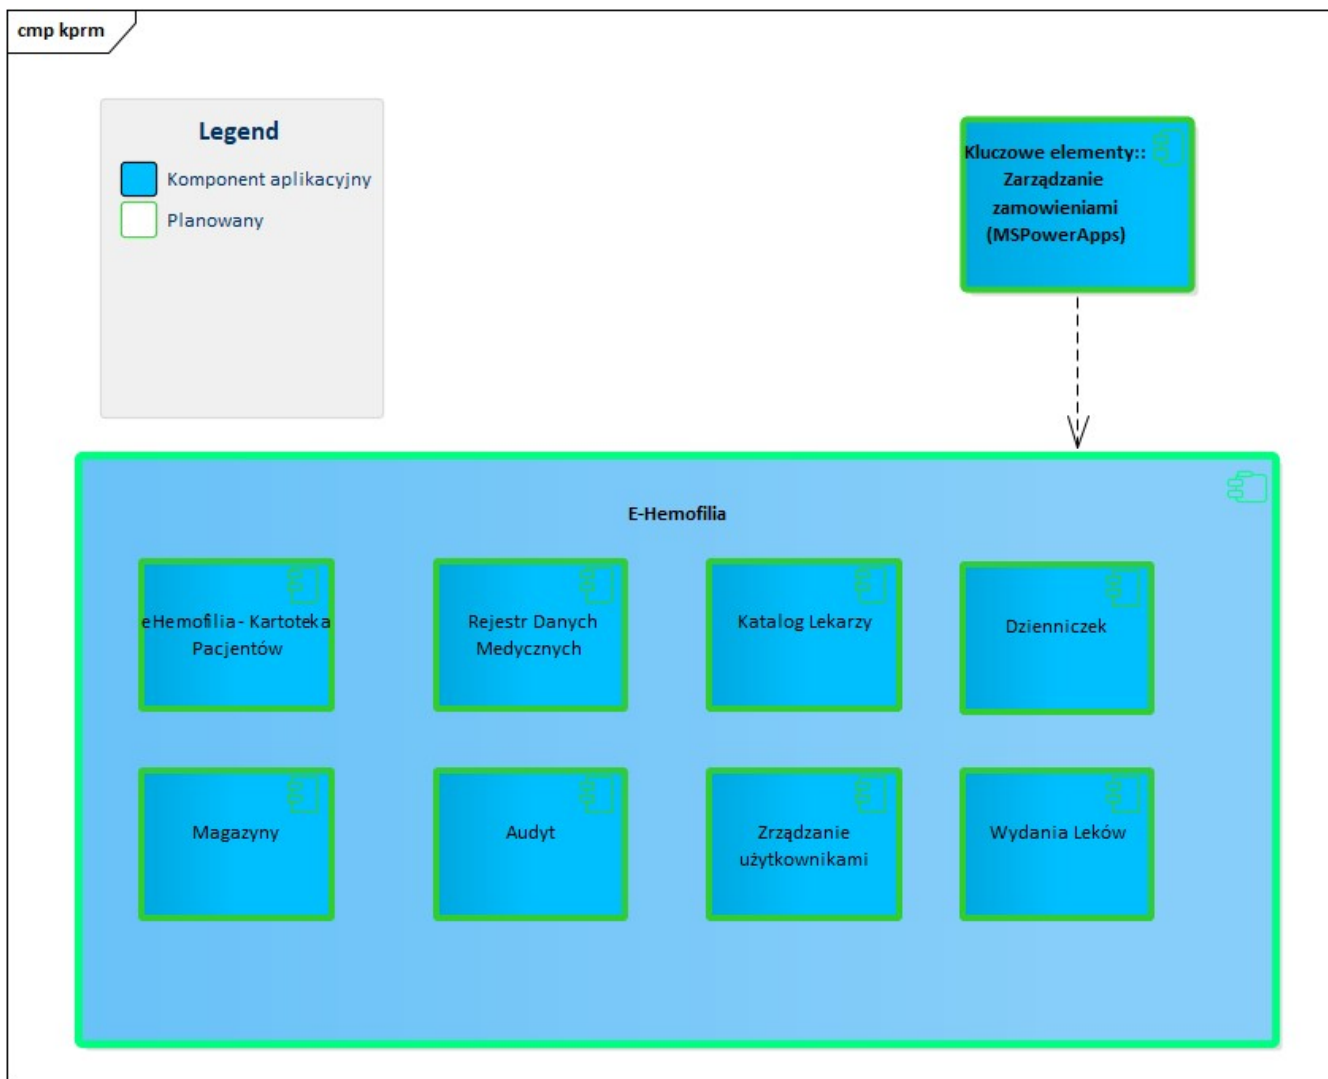 cmp kprm
Legend
Komponent aplikacyjny
Planowany
Kluczowe elementy::
Zarządzanie
zamowieniami
(MSPowerApps)
E-Hemofilia
eHemofilia - Kartoteka
Pacjentów
Rejestr Danych
Medycznych
Katalog Lekarzy
Dzienniczek
Magazyny
Audyt
Zrządzanie
użytkownikami
Wydania Leków